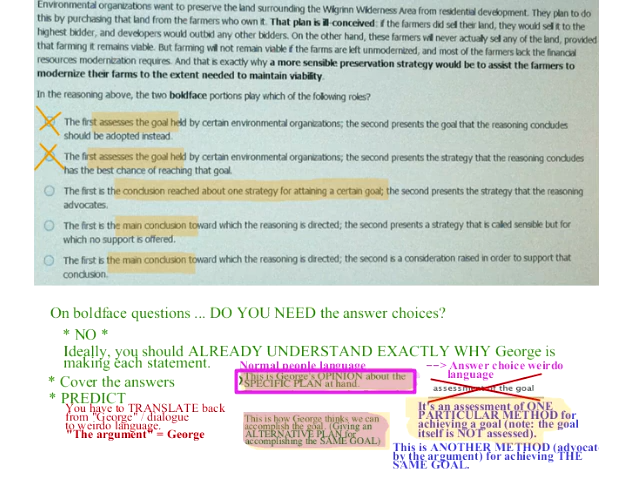 Environmental organizations want to preserve the land surrounding the Wilgrinn Wilderness Area from residential development. They plan to do
this by purchasing that land from the farmers who own it. That plan is ill-conceived: if the farmers did sell their land, they would sell it to the
highest bidder, and developers would outbid any other bidders. On the other hand, these farmers will never actually sell any of the land, provided
that farming it remains viable. But farming will not remain viable if the farms are left unmodernized, and most of the farmers lack the financial
resources modernization requires. And that is exactly why a more sensible preservation strategy would be to assist the farmers to
modernize their farms to the extent needed to maintain viability.
In the reasoning above, the two boldface portions play which of the following roles?
The first assesses the goal held by certain environmental organizations; the second presents the goal that the reasoning concludes
should be adopted instead.
The first assesses the goal held by certain environmental organizations; the second presents the strategy that the reasoning concludes
has the best chance of reaching that goal.
The first is the conclusion reached about one strategy for attaining a certain goal; the second presents the strategy that the reasoning
advocates.
The first is the main conclusion toward which the reasoning is directed; the second presents a strategy that is called sensible but for
which no support is offered.
The first is the main conclusion toward which the reasoning is directed; the second is a consideration raised in order to support that
conclusion.
On boldface questions ... DO YOU NEED the answer choices?
* NO *
Ideally, you should ALREADY UNDERSTAND EXACTLY WHY George is
making each statement.
Normal people language
--> Answer choice weirdo
language
* Cover the answers
* PREDICT
This is George's OPINION about the
SPECIFIC PLAN at hand.
assessment of the goal
You have to TRANSLATE back
from "George" / dialogue
to weirdo language.
"The argument" = George
This is how George thinks we can
accomplish the goal. (Giving an
ALTERNATIVE PLAN for
accomplishing the SAME GOAL)
It's an assessment of ONE
PARTICULAR METHOD for
achieving a goal (note: the goal
itself is NOT assessed).
This is ANOTHER METHOD (advocat
by the argument) for achieving THE
SAME GOAL.